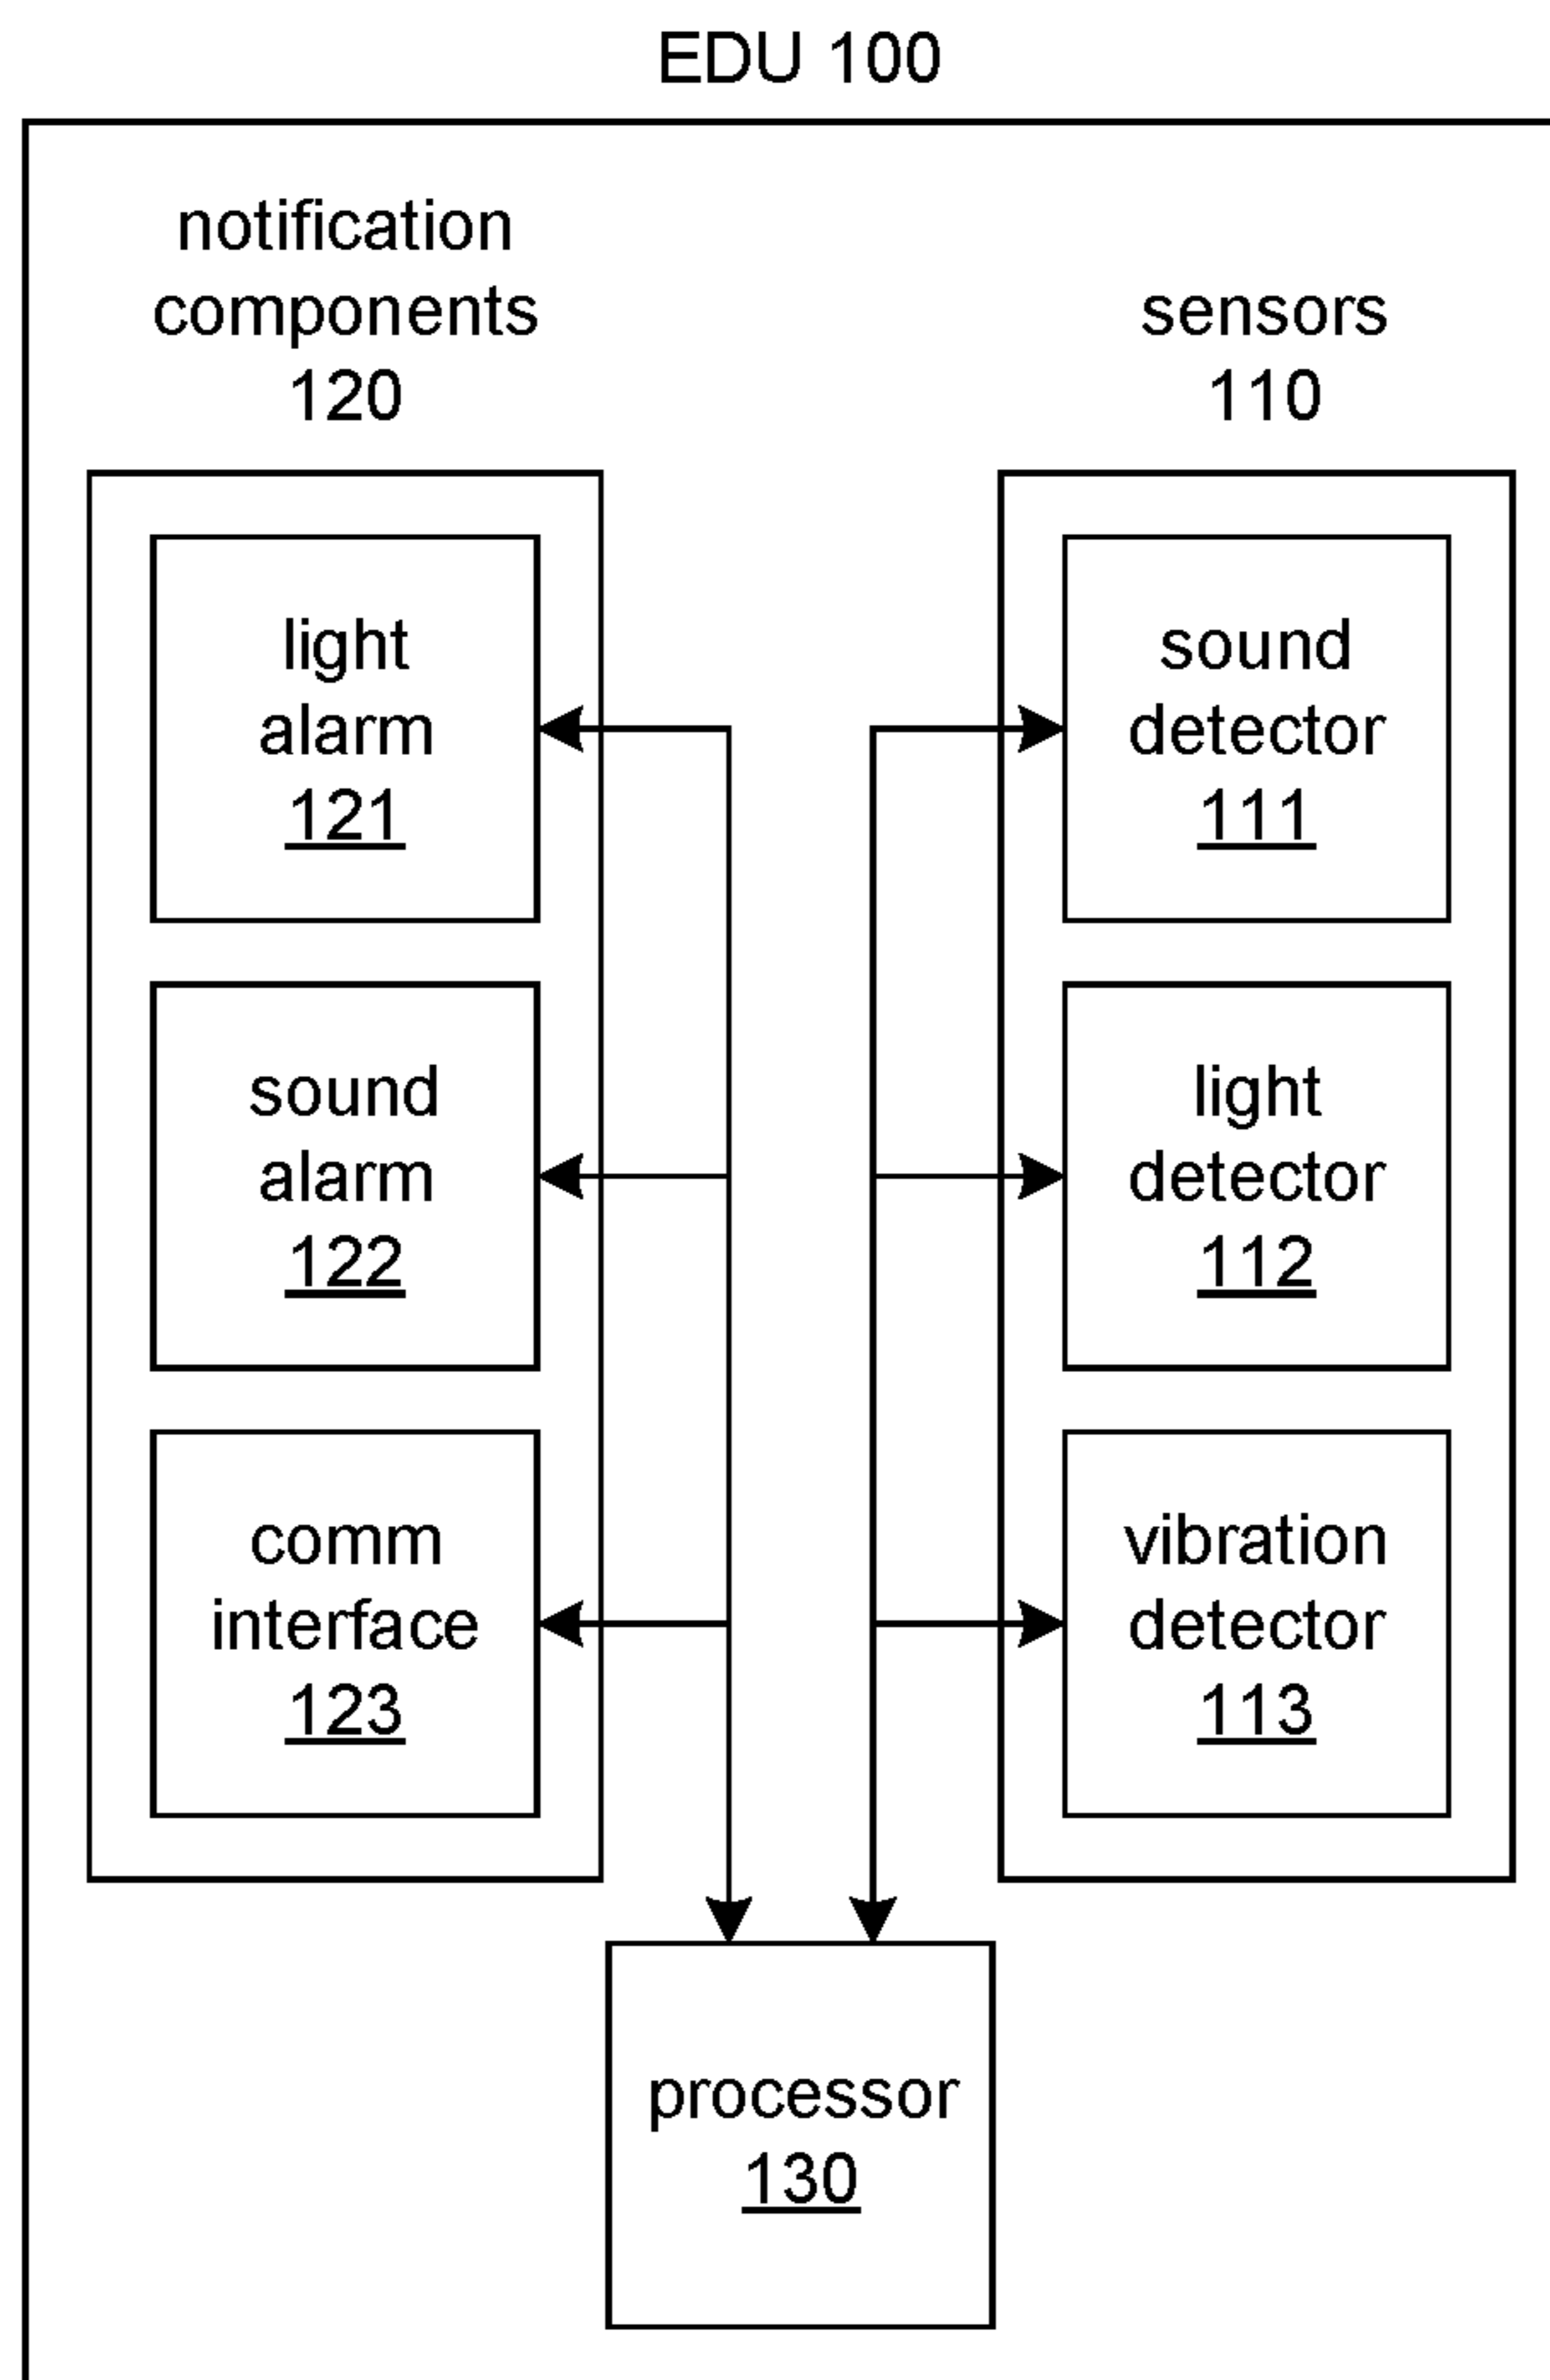 EDU 100
notification
components
120
light
alarm
121
sound
alarm
122
comm
interface
123
sensors
110
sound
detector
111
light
detector
112
vibration
detector
113
processor
130